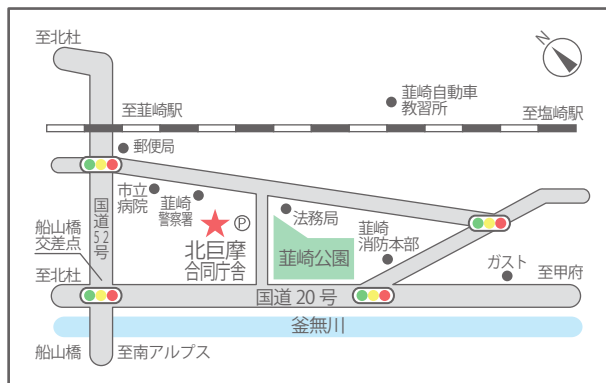 至北杜
N
韮崎自動車
教習所
至韮崎駅
至塩崎駅
郵便局
市立
病院
韮崎
警察署
P
法務局
船山橋
交差点
国道52号
北巨摩
合同庁舎
韮崎公園
韮崎
消防本部
ガスト
至北杜
至甲府
国道20号
釜無川
船山橋
至南アルプス